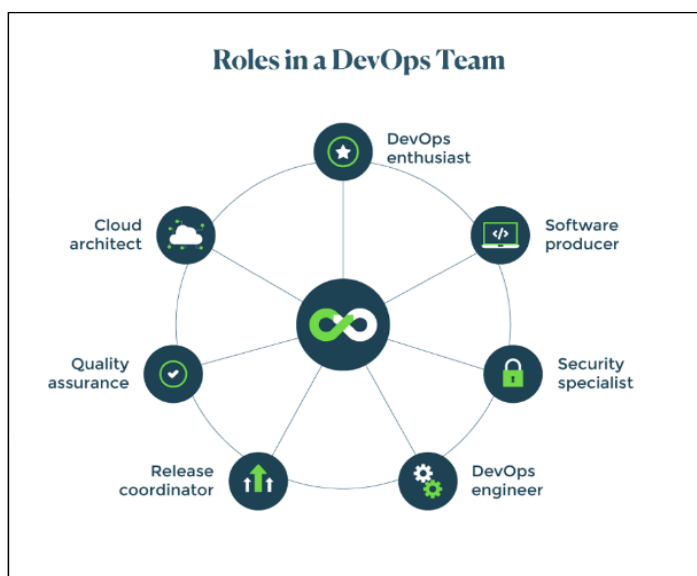 Roles in a DevOps Team
DevOps
enthusiast
Software
producer
Security
specialist
DevOps
engineer
Release
coordinator
Quality
assurance
Cloud
architect